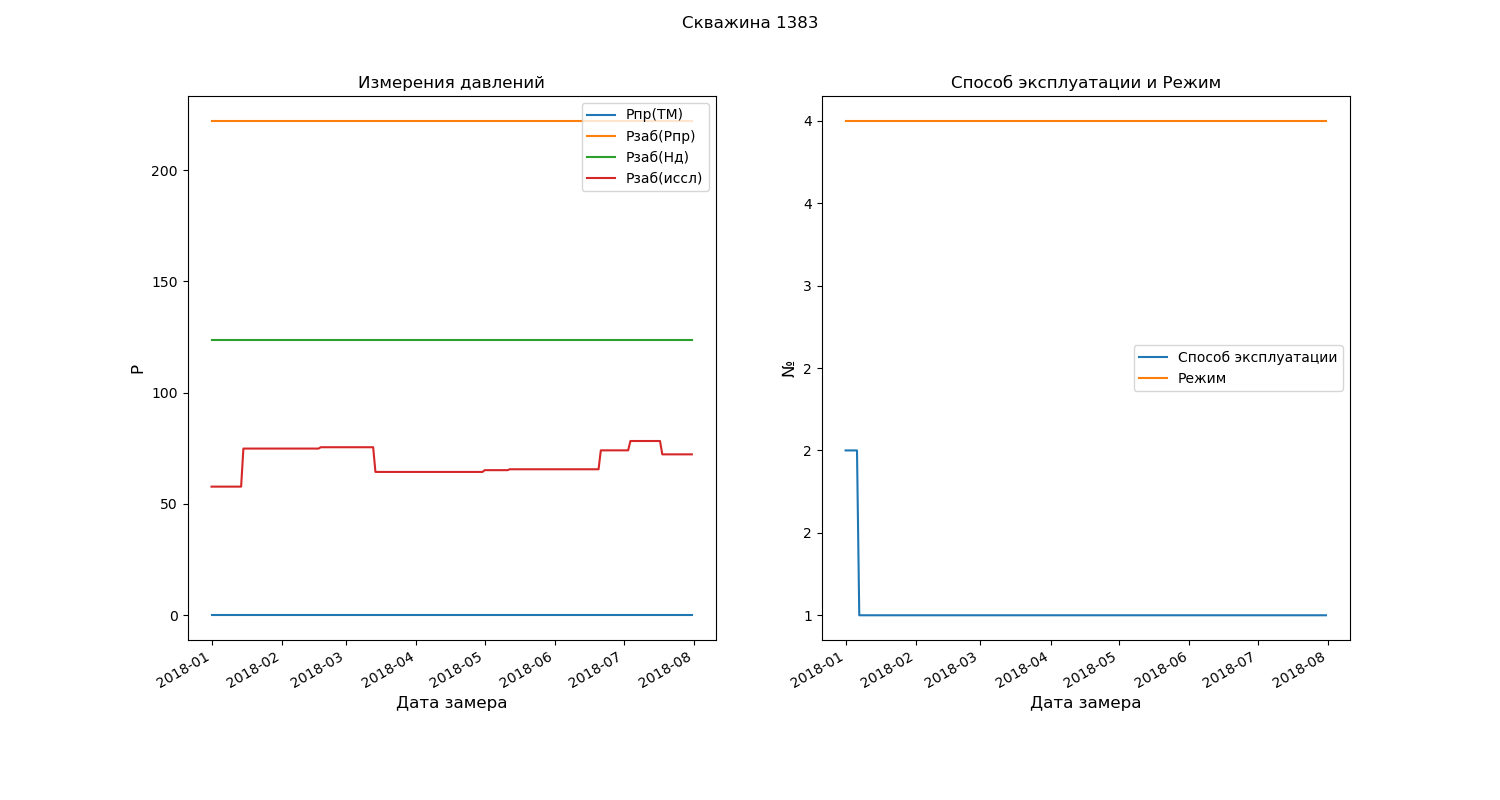 Скважина 1383
Измерения давлений
Рпр(ТМ)
Рзаб(Рпр)
Рзаб(Нд)
Рзаб(иссл)
200
150
100
50
0
Р
2018-01
2018-02
2018-03
2018-04
2018-05
2018-06
2018-07
2018-08
Дата замера
Способ эксплуатации и Режим
4
4
3
2
2
2
1
№
Способ эксплуатации
Режим
2018-01
2018-02
2018-03
2018-04
2018-05
2018-06
2018-07
2018-08
Дата замера